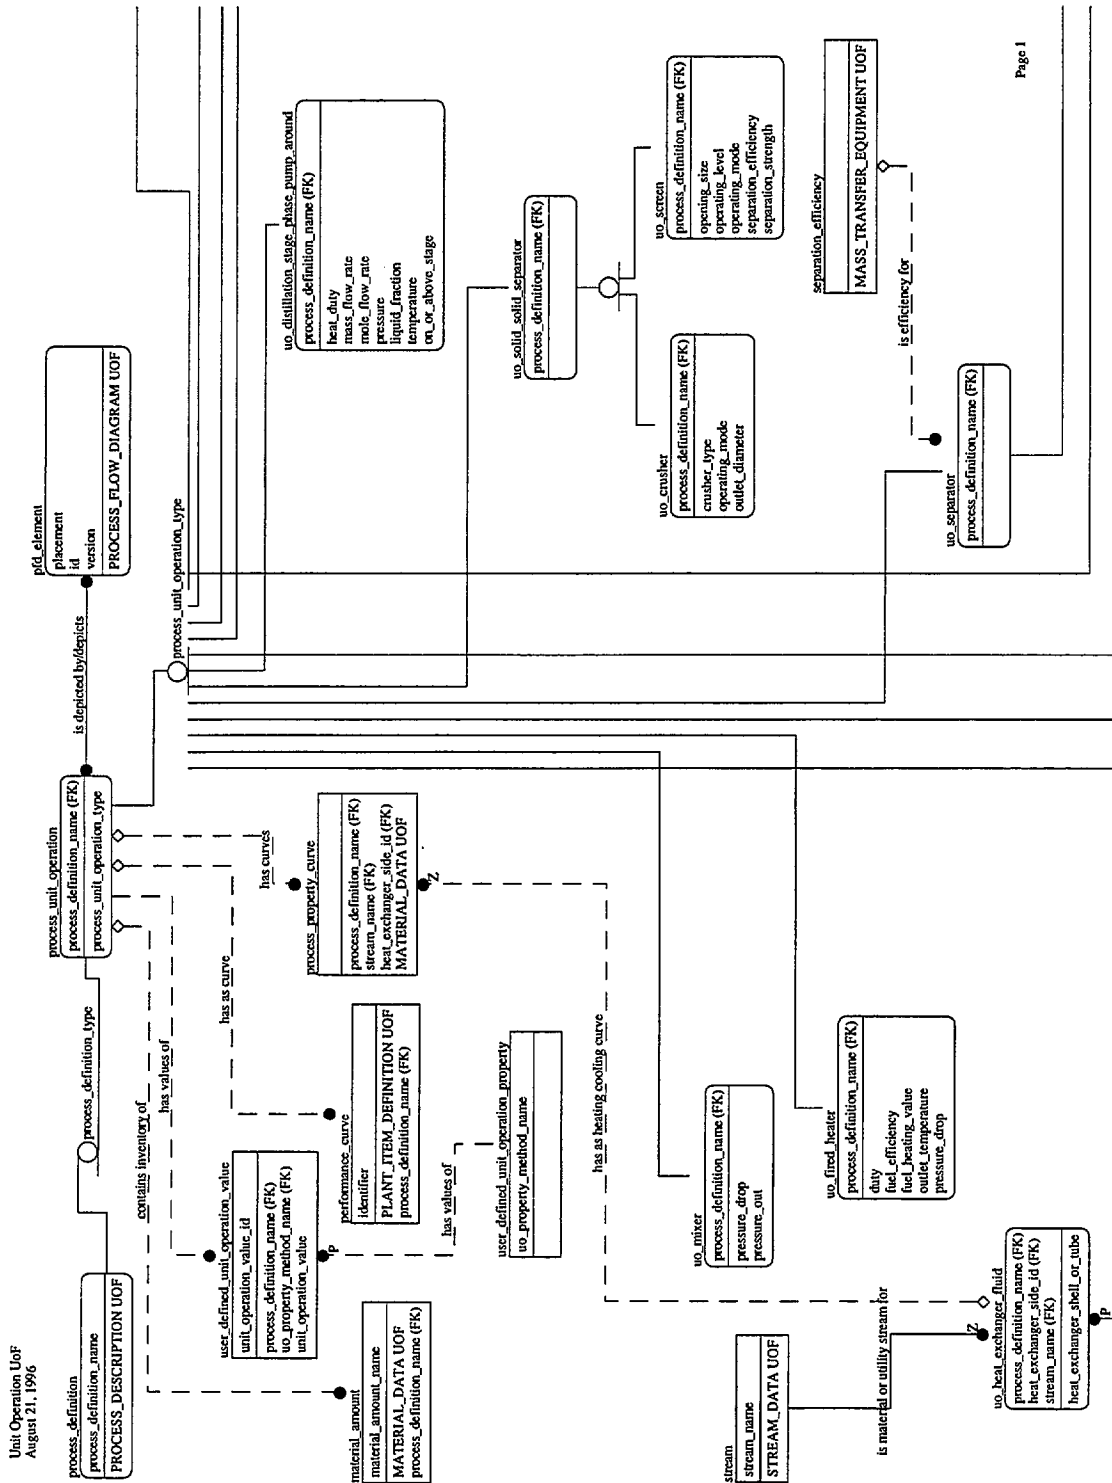 Unit Operation UoF
August 21, 1996
process_definition
process_definition_name
PROCESS_DESCRIPTION UOF
process_definition_type
process_unit_operation
process_definition_name (FK)
process_unit_operation_type
is depicted by/depicts
pfd_element
placement
id
version
PROCESS_FLOW_DIAGRAM UOF
process_unit_operation_type
contains inventory of
has values of
has as curve
has curves
material_amount
material_amount_name
MATERIAL_DATA UOF
process_definition_name (FK)
user_defined_unit_operation_value
unit_operation_value_id
process_definition_name (FK)
uo_property_method_name (FK)
unit_operation_value
P
performance_curve
identifier
PLANT_ITEM_DEFINITION UOF
process_definition_name (FK)
process_property_curve
process_definition_name (FK)
stream_name (FK)
heat_exchanger_side_id (FK)
MATERIAL_DATA UOF
Z
has values of
user_defined_unit_operation_property
uo_property_method_name
has as heating cooling curve
uo_distillation_stage_phase_pump_around
process_definition_name (FK)
heat_duty
mass_flow_rate
mole_flow_rate
pressure
liquid_fraction
temperature
on_or_above_stage
uo_solid_solid_separator
process_definition_name (FK)
uo_crusher
process_definition_name (FK)
crusher_type
operating_mode
outlet_diameter
uo_screen
process_definition_name (FK)
opening_size
operating_level
operating_mode
separation_efficiency
separation_strength
stream
stream_name
STREAM_DATA UOF
is material or utility stream for
uo_mixer
process_definition_name (FK)
pressure_drop
pressure_out
uo_fired_heater
process_definition_name (FK)
duty
fuel_efficiency
fuel_heating_value
outlet_temperature
pressure_drop
uo_heat_exchanger_fluid
process_definition_name (FK)
heat_exchanger_side_id (FK)
stream_name (FK)
heat_exchanger_shell_or_tube
Z
P
uo_separator
process_definition_name (FK)
is efficiency for
separation_efficiency
MASS_TRANSFER_EQUIPMENT UOF
Page 1